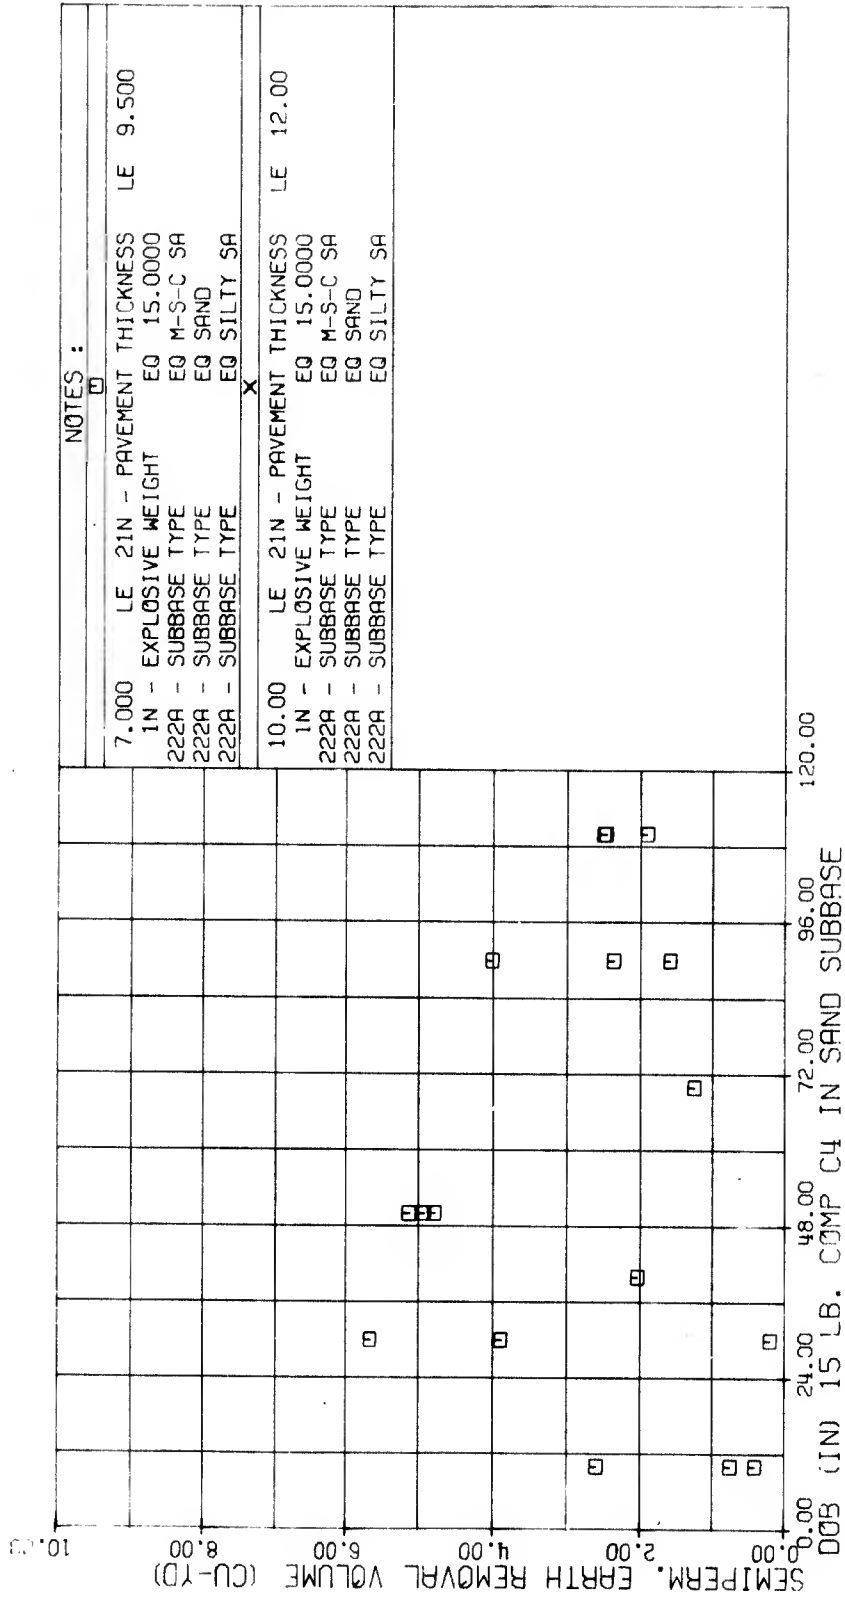 NOTES :
7.000 LE 21N - PAVEMENT THICKNESS LE 9.500
1N - EXPLOSIVE WEIGHT EQ 15.0000
222A - SUBBASE TYPE EQ M-S-C SA
222A - SUBBASE TYPE EQ SAND
222A - SUBBASE TYPE EQ SILTY SA
X
10.00 LE 21N - PAVEMENT THICKNESS LE 12.00
1N - EXPLOSIVE WEIGHT EQ 15.0000
222A - SUBBASE TYPE EQ M-S-C SA
222A - SUBBASE TYPE EQ SAND
222A - SUBBASE TYPE EQ SILTY SA
SEMIPERM. EARTH REMOVAL VOLUME (CU-YD)
10.00
8.00
6.00
4.00
2.00
0.00
0.00 24.00 48.00 72.00 96.00 120.00
DOB (IN) 15 LB. COMP C4 IN SAND SUBBASE